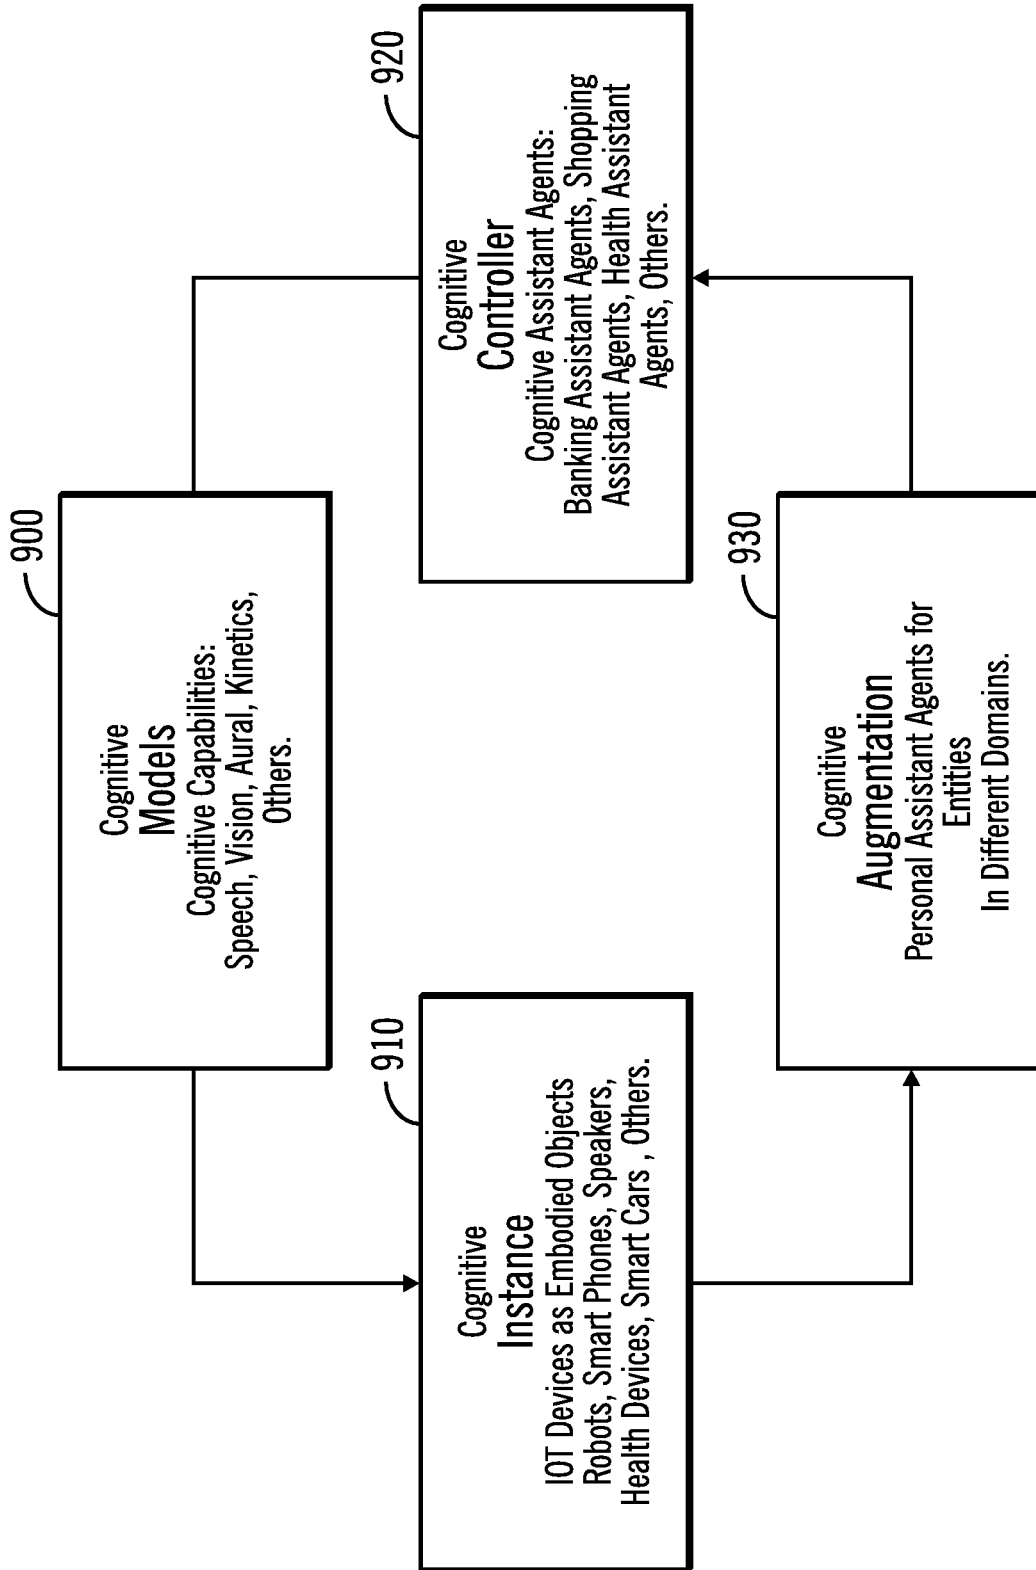 900
Cognitive
Models
Cognitive Capabilities:
Speech, Vision, Aural, Kinetics,
Others.
910
Cognitive
Instance
IOT Devices as Embodied Objects
Robots, Smart Phones, Speakers,
Health Devices, Smart Cars , Others.
920
Cognitive
Controller
Cognitive Assistant Agents:
Banking Assistant Agents, Shopping
Assistant Agents, Health Assistant
Agents, Others.
930
Cognitive
Augmentation
Personal Assistant Agents for
Entities
In Different Domains.